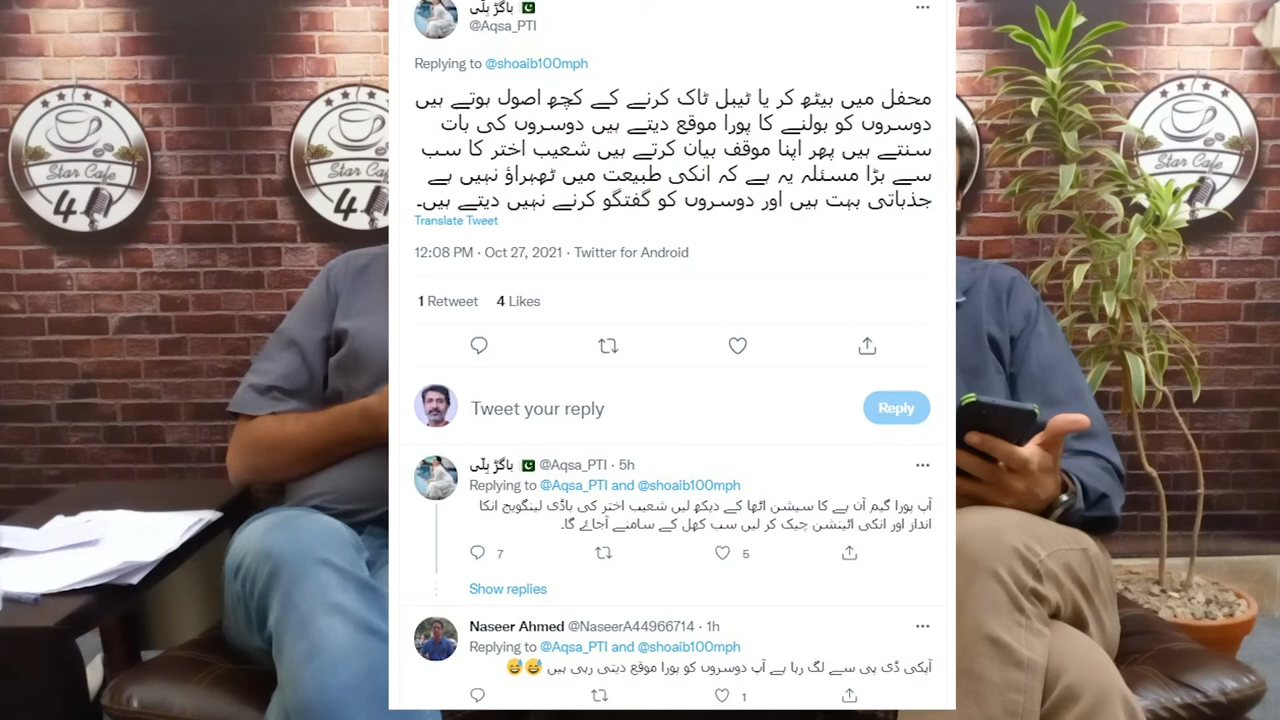 باگڑ بِلّی
@Aqsa_PTI
Replying to @shoaib100mph
محفل میں بیٹھ کر یا ٹیبل ٹاک کرنے کے کچھ اصول ہوتے ہیں
دوسروں کو بولنے کا پورا موقع دیتے ہیں دوسروں کی بات
سنتے ہیں پھر اپنا موقف بیان کرتے ہیں شعیب اختر کا سب
سے بڑا مسئلہ یہ ہے کہ انکی طبیعت میں ٹھہراؤ نہیں ہے
جذباتی بہت ہیں اور دوسروں کو گفتگو کرنے نہیں دیتے ہیں۔
Translate Tweet
12:08 PM · Oct 27, 2021 · Twitter for Android
1 Retweet 4 Likes
Tweet your reply
Reply
باگڑ بِلّی @Aqsa_PTI · 5h
Replying to @Aqsa_PTI and @shoaib100mph
آپ پورا گیم آن ہے کا سیشن اٹھا کے دیکھ لیں شعیب اختر کی باڈی لینگویج انکا
انداز اور انکی اٹینشن چیک کر لیں سب کھل کے سامنے آجاۓ گا۔
7 5
Show replies
Naseer Ahmed @NaseerA44966714 · 1h
Replying to @Aqsa_PTI and @shoaib100mph
آپکی ڈی پی سے لگ رہا ہے آپ دوسروں کو پورا موقع دیتی رہی ہیں 😅😅
1
Star Cafe
4
Star Cafe
4
Star Cafe